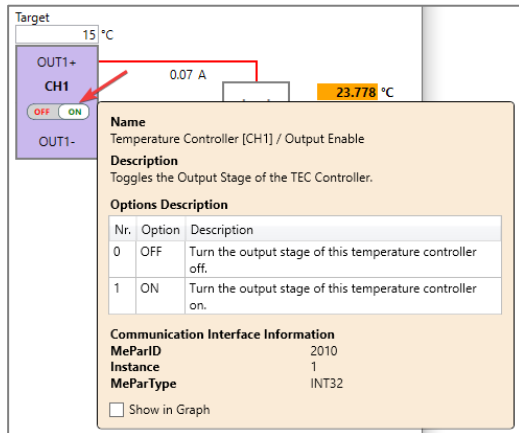 Target
15 °C
OUT1+
CH1
OFF ON
OUT1-
0.07 A
23.778 °C
Name
Temperature Controller [CH1] / Output Enable
Description
Toggles the Output Stage of the TEC Controller.
Options Description
Nr. Option Description
0 OFF Turn the output stage of this temperature controller
off.
1 ON Turn the output stage of this temperature controller
on.
Communication Interface Information
MeParID 2010
Instance 1
MeParType INT32
Show in Graph